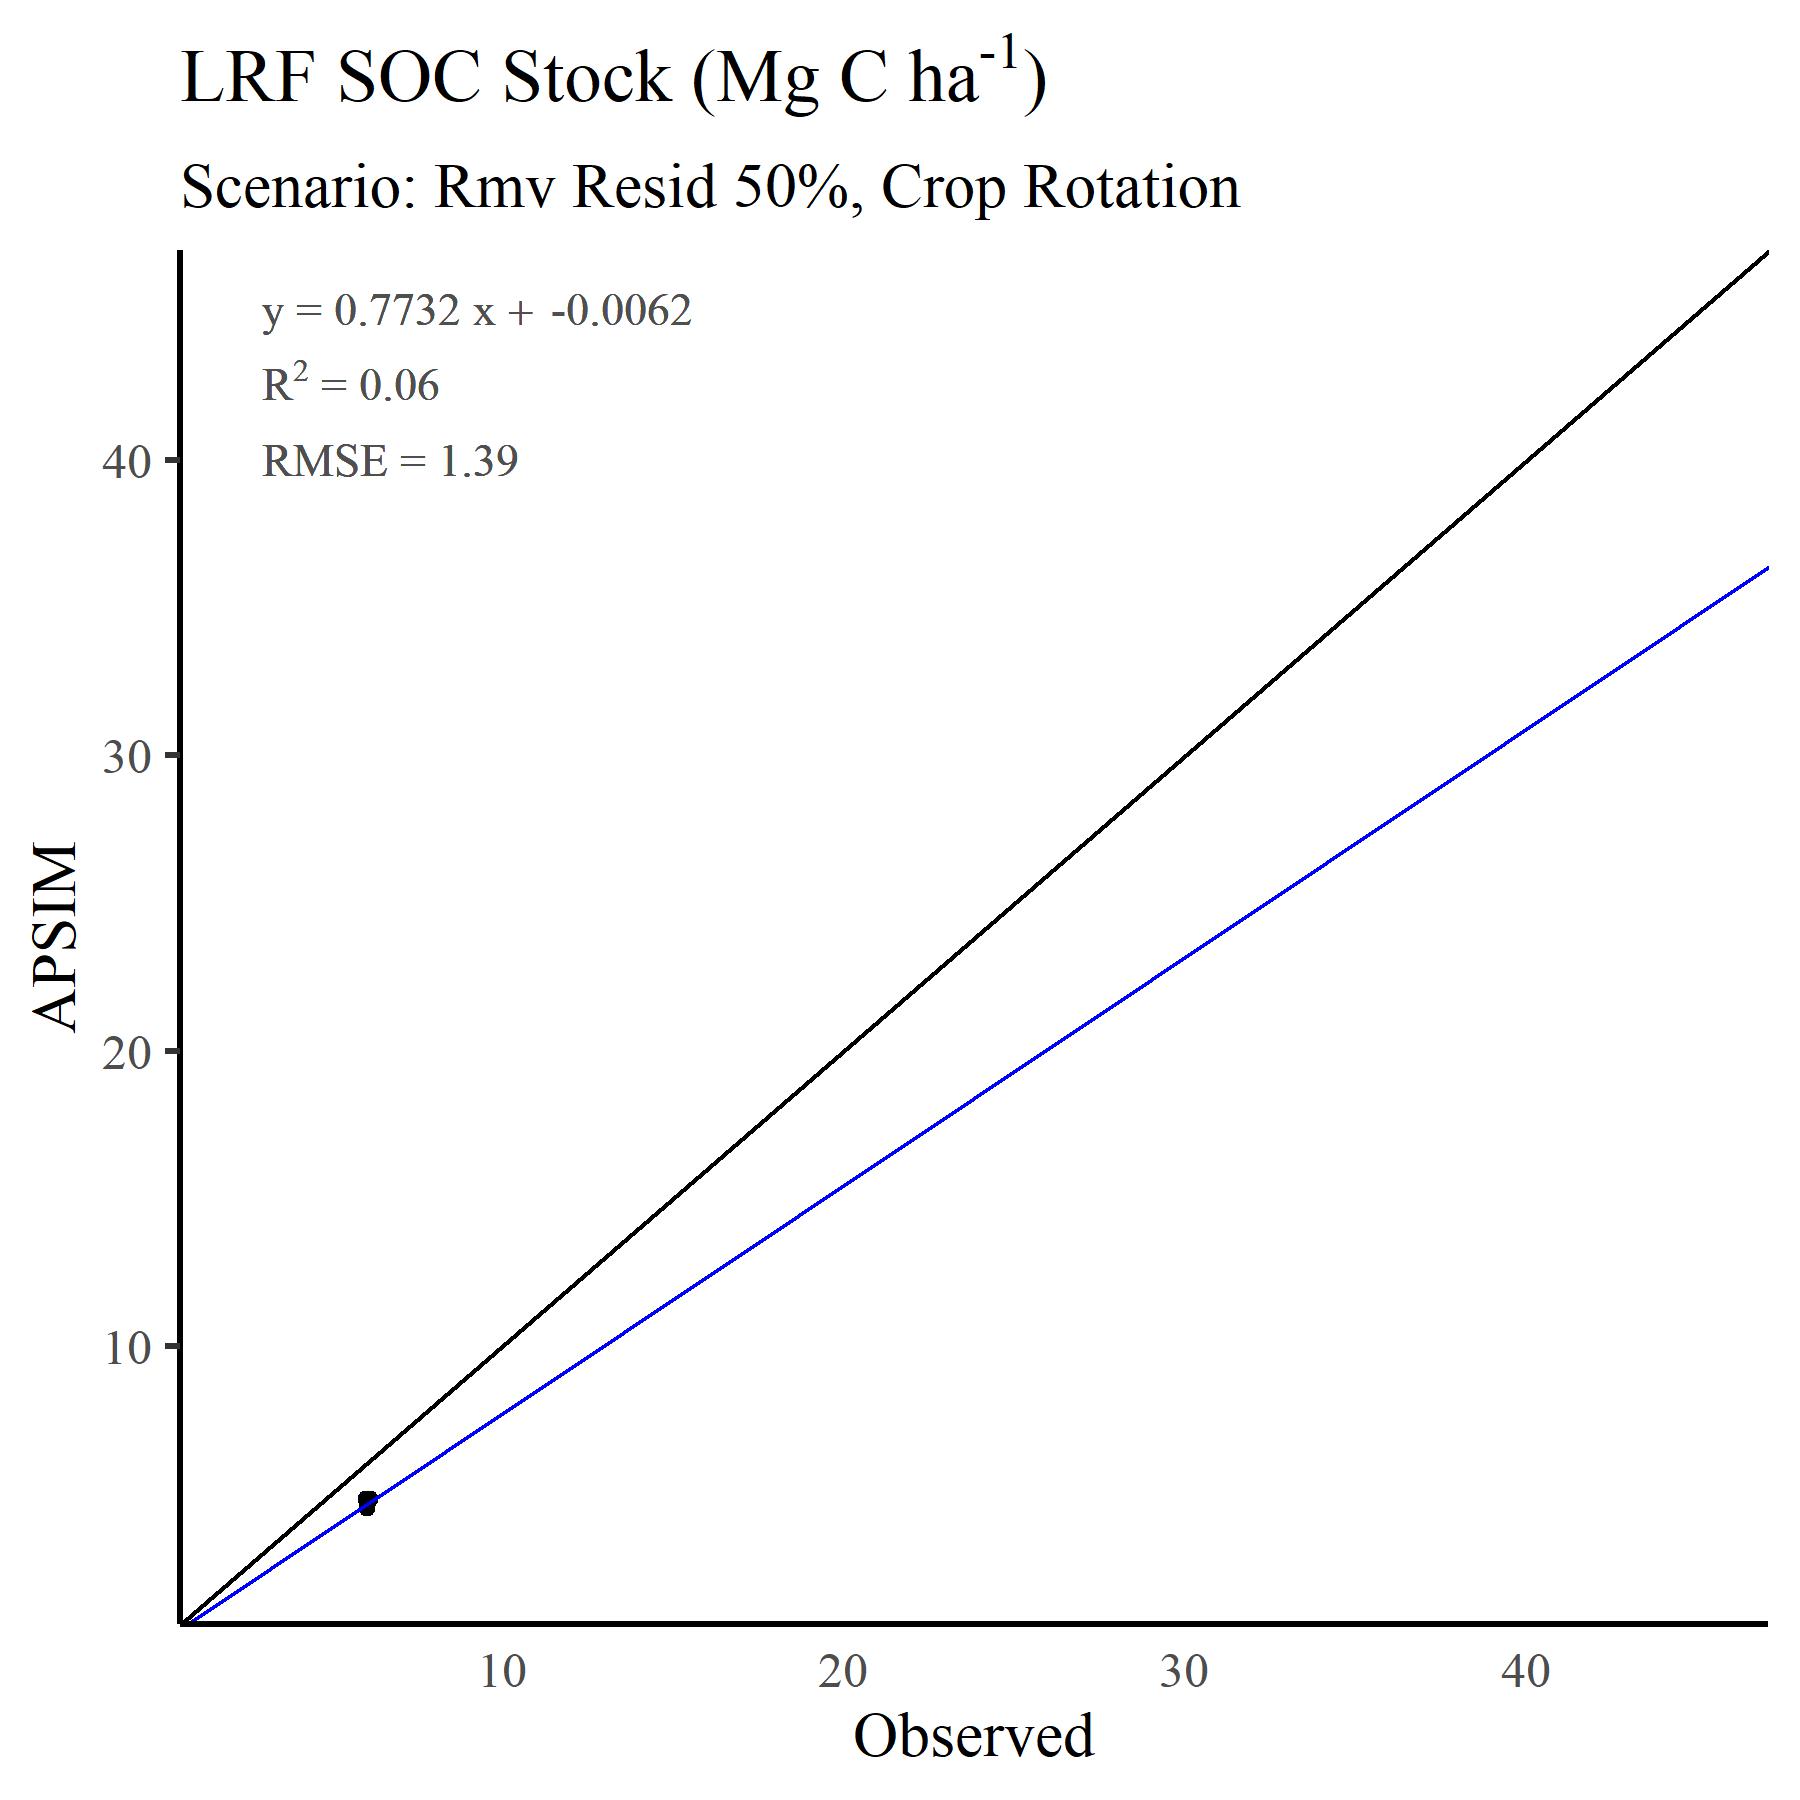 LRF SOC Stock (Mg C ha⁻¹)
Scenario: Rmv Resid 50%, Crop Rotation
y = 0.7732 x + -0.0062
R² = 0.06
RMSE = 1.39
40
30
20
10
APSIM
10 20 30 40
Observed